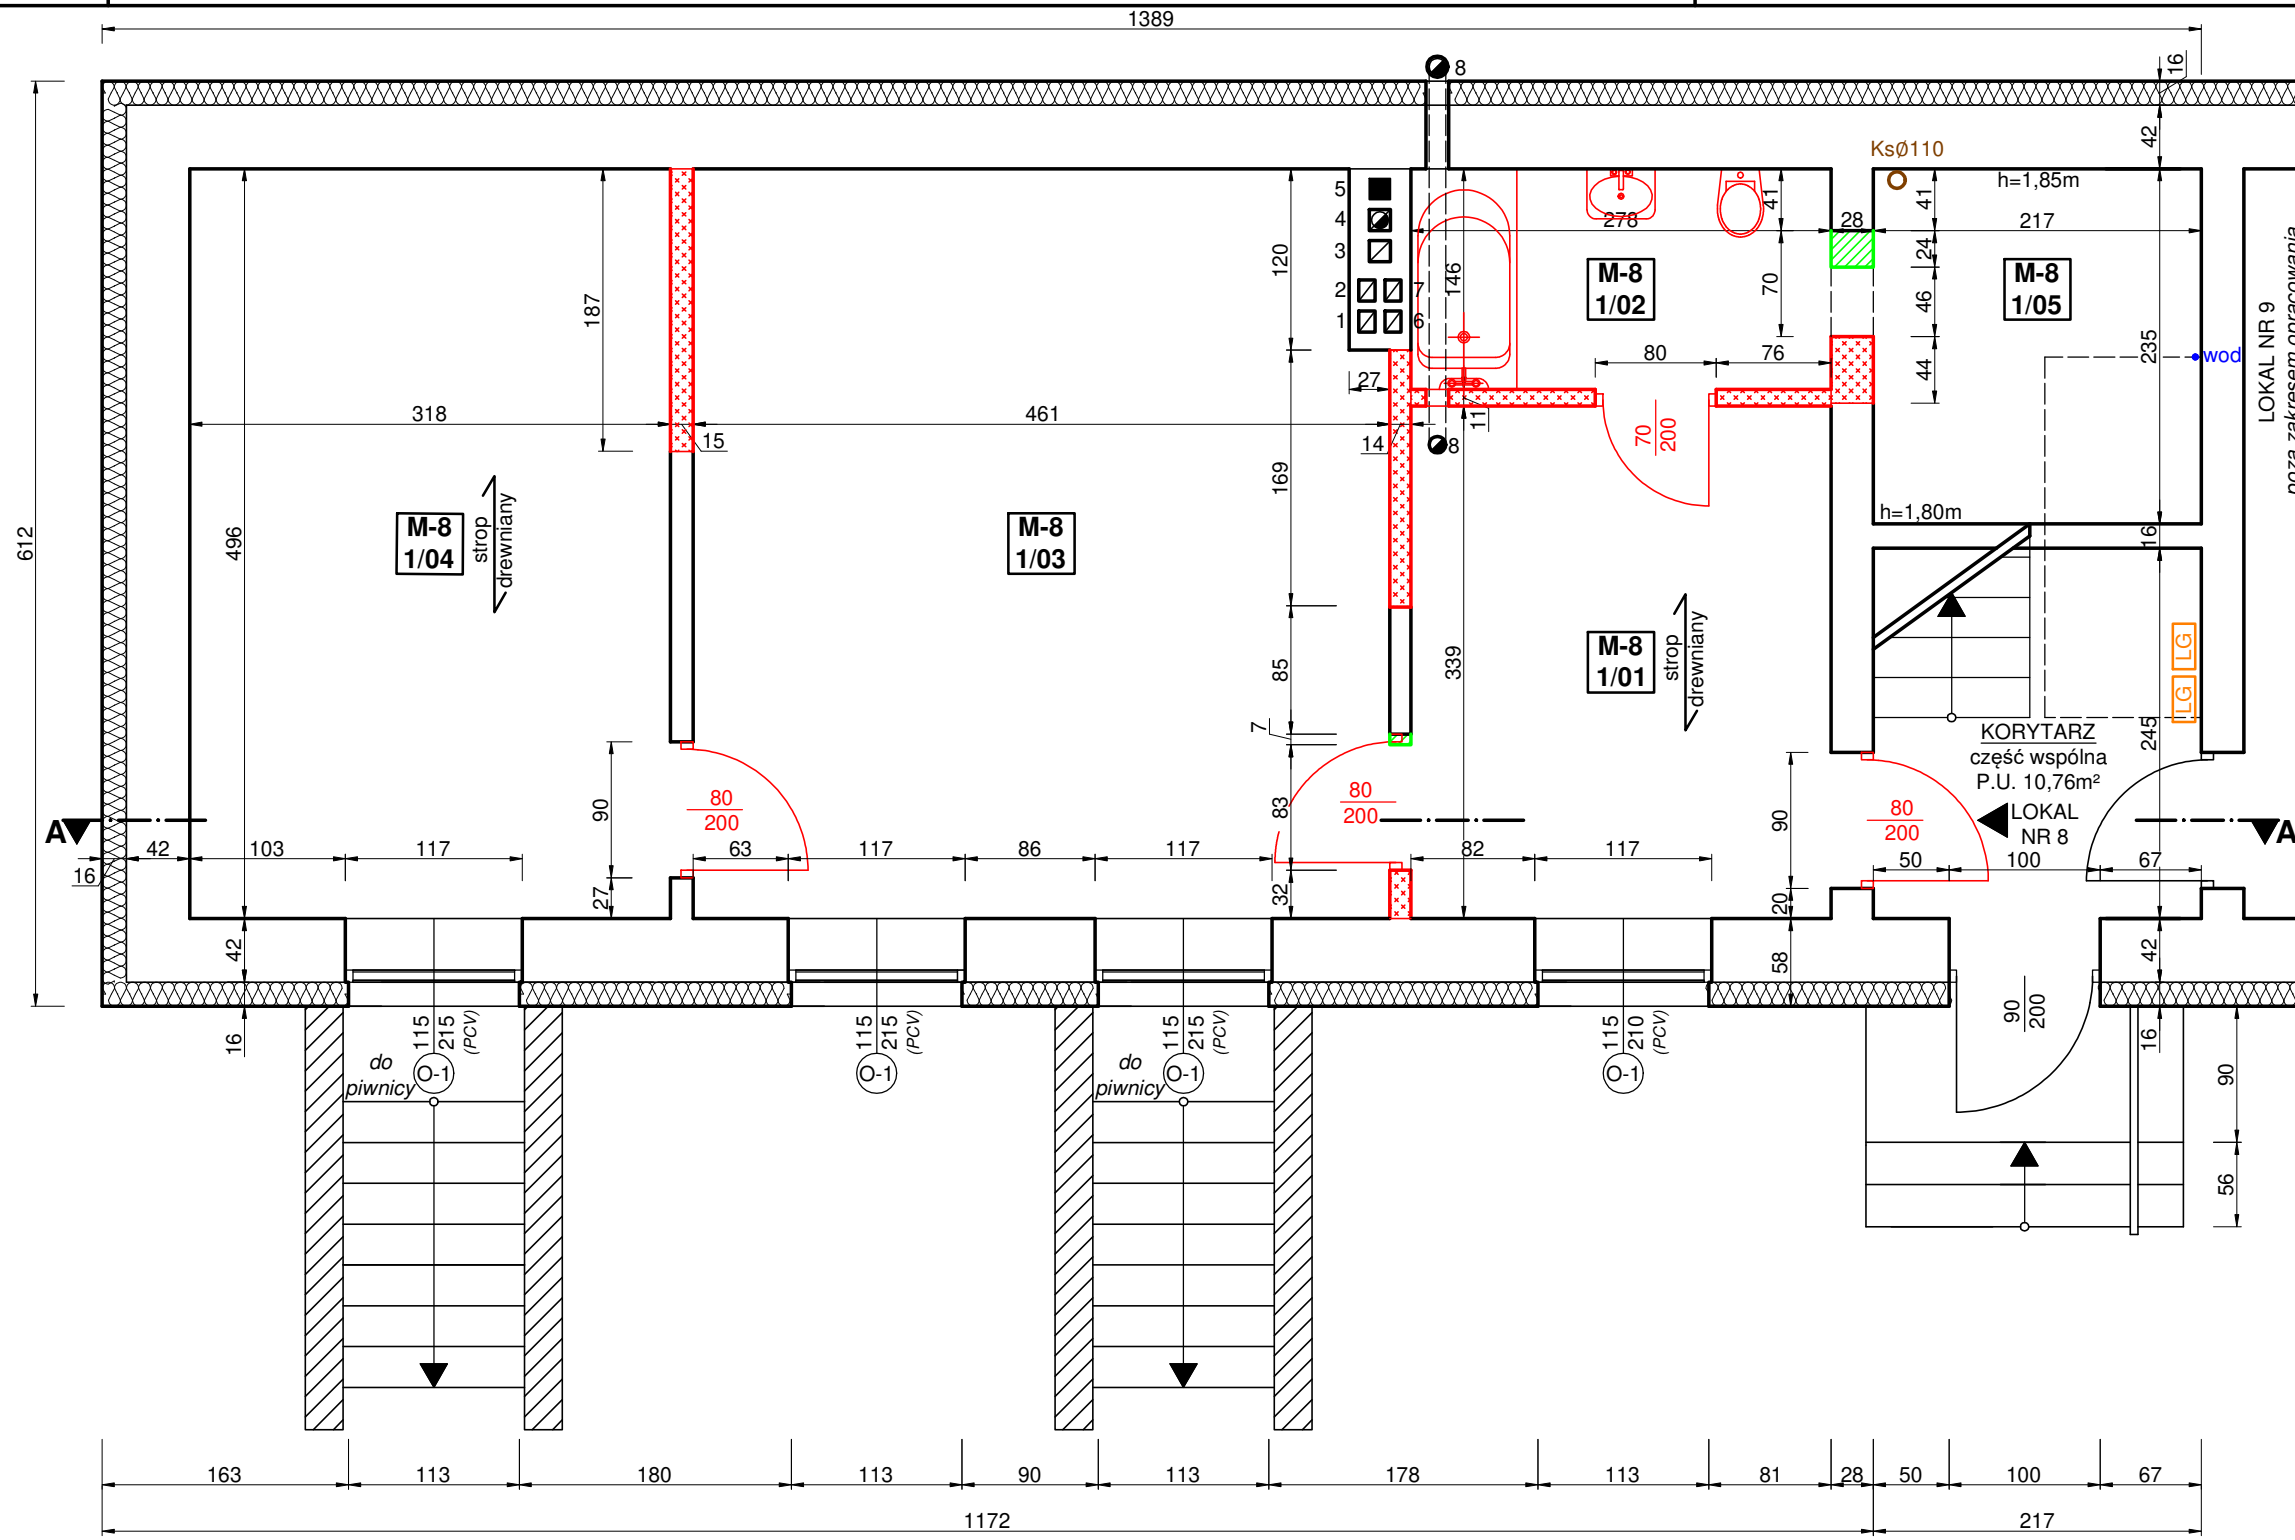 1389
16
8
42
KsØ110
h=1,85m
5
4
3
2
7
1
6
41
278
28
41
217
24
120
146
70
46
M-8
1/02
M-8
1/05
187
235
wod
LOKAL NR 9
poza zakresem opracowania
80
76
44
27
318
461
11
15
14
8
70
200
169
h=1,80m
16
612
496
M-8
1/04
strop
drewniany
M-8
1/03
M-8
1/01
strop
drewniany
339
85
7
LG
LG
245
KORYTARZ
część wspólna
P.U. 10,76m²
LOKAL
NR 8
A
A
90
80
200
83
80
200
90
80
200
16
42
103
117
63
117
86
117
82
117
50
100
67
27
32
20
42
58
42
16
16
115
215
(PCV)
115
215
(PCV)
115
215
(PCV)
115
210
(PCV)
90
200
do
piwnicy
O-1
O-1
do
piwnicy
O-1
O-1
90
56
163
113
180
113
90
113
178
113
81
28
50
100
67
1172
217